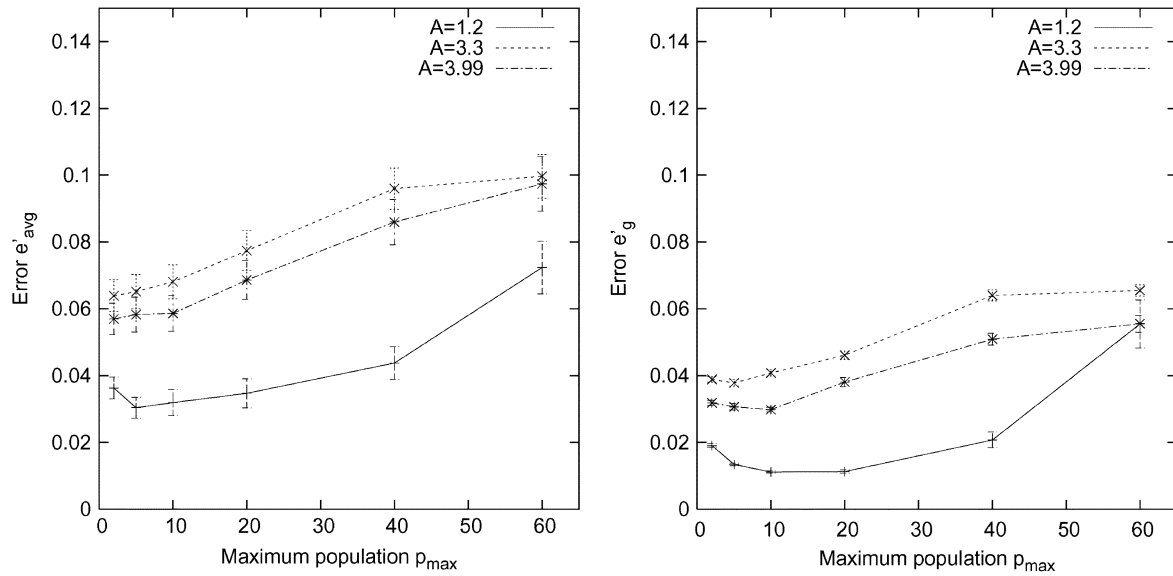 0.14
0.12
0.1
0.08
0.06
0.04
0.02
0
Error e'avg
A=1.2
A=3.3
A=3.99
0 10 20 30 40 50 60
Maximum population pmax
0.14
0.12
0.1
0.08
0.06
0.04
0.02
0
Error e'g
A=1.2
A=3.3
A=3.99
0 10 20 30 40 50 60
Maximum population pmax